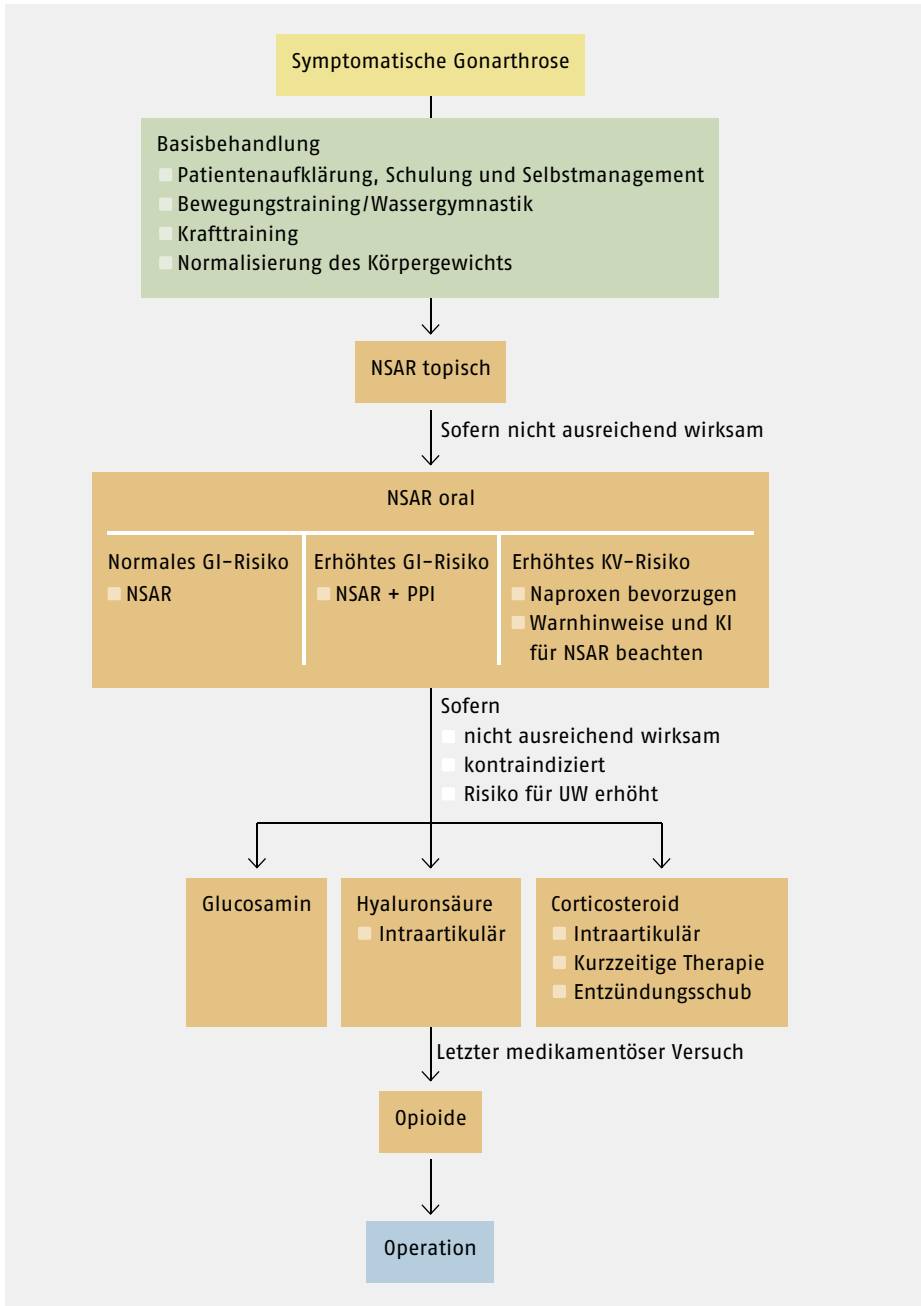 Symptomatische Gonarthrose
Basisbehandlung
Patientenaufklärung, Schulung und Selbstmanagement
Bewegungstraining/Wassergymnastik
Krafttraining
Normalisierung des Körpergewichts
NSAR topisch
Sofern nicht ausreichend wirksam
NSAR oral
Normales GI-Risiko
NSAR
Erhöhtes GI-Risiko
NSAR + PPI
Erhöhtes KV-Risiko
Naproxen bevorzugen
Warnhinweise und KI
für NSAR beachten
Sofern
nicht ausreichend wirksam
kontraindiziert
Risiko für UW erhöht
Glucosamin
Hyaluronsäure
Intraartikulär
Corticosteroid
Intraartikulär
Kurzzeitige Therapie
Entzündungsschub
Letzter medikamentöser Versuch
Opioide
Operation